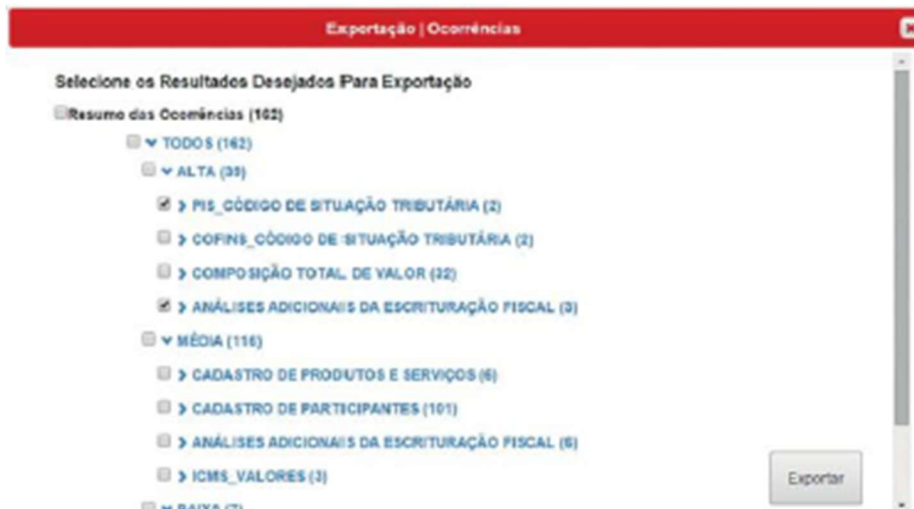 Exportação | Ocorrências
Selecione os Resultados Desejados Para Exportação
Resumo das Ocorrências (162)
TODOS (162)
ALTA (39)
PIS_CÓDIGO DE SITUAÇÃO TRIBUTÁRIA (2)
COFINS_CÓDIGO DE SITUAÇÃO TRIBUTÁRIA (2)
COMPOSIÇÃO TOTAL DE VALOR (32)
ANÁLISES ADICIONAIS DA ESCRITURAÇÃO FISCAL (3)
MÉDIA (116)
CADASTRO DE PRODUTOS E SERVIÇOS (6)
CADASTRO DE PARTICIPANTES (101)
ANÁLISES ADICIONAIS DA ESCRITURAÇÃO FISCAL (6)
ICMS_VALORES (3)
Exportar
BAIXA (7)